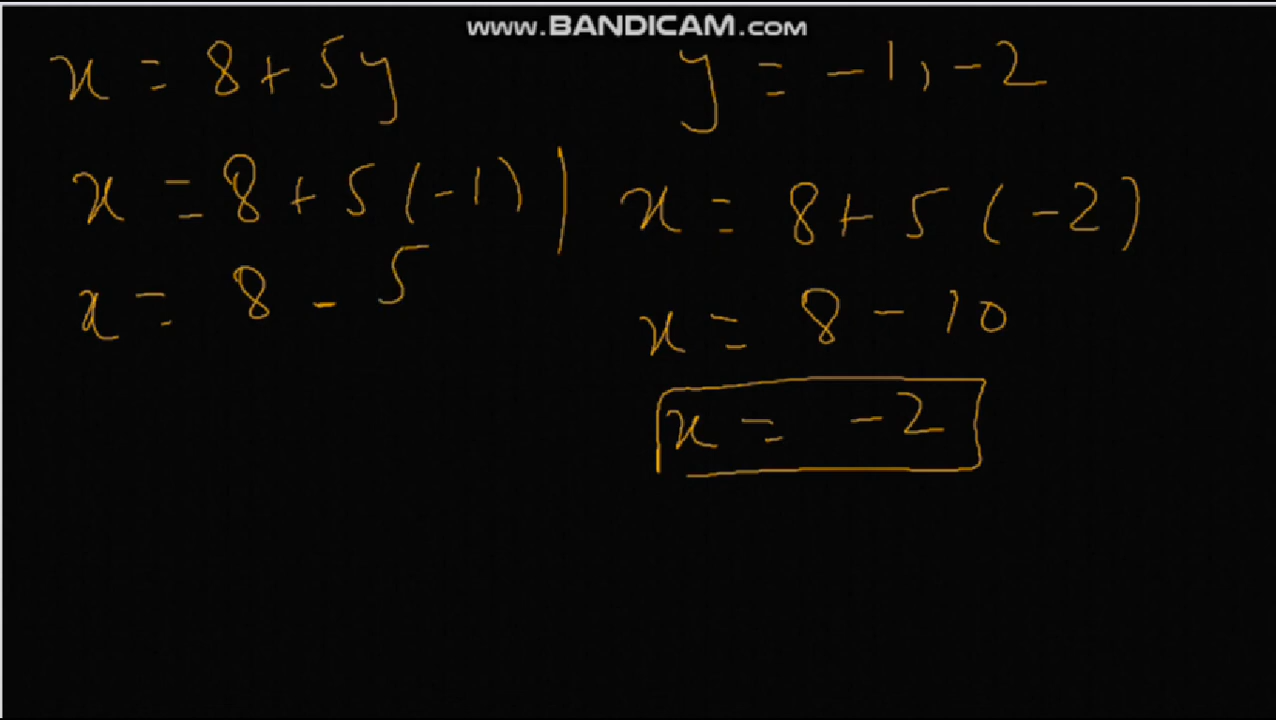 www.BANDICAM.com
x = 8 + 5y
y = -1, -2
x = 8 + 5 (-1)
x = 8 - 5
x = 8 + 5 (-2)
x = 8 - 10
x = -2